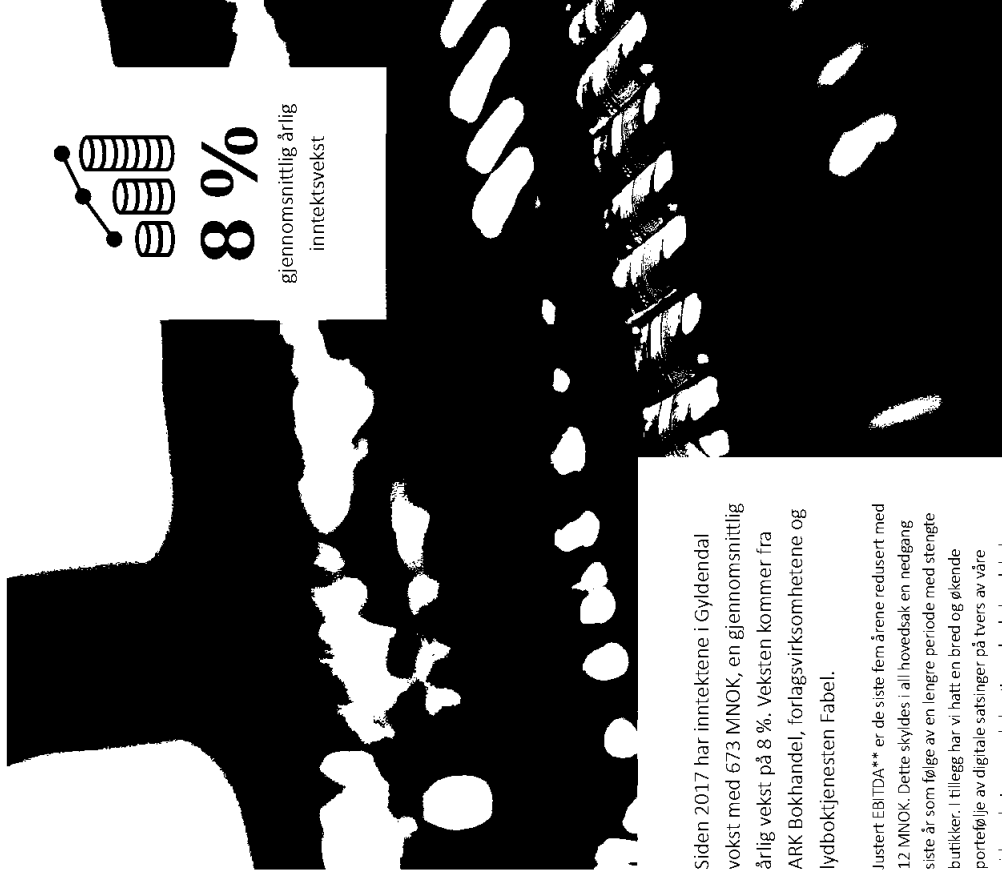 8 %
gjennomsnittlig årlig
inntektsvekst
Siden 2017 har inntektene i Gyldendal
vokst med 673 MNOK, en gjennomsnittlig
årlig vekst på 8 %. Veksten kommer fra
ARK Bokhandel, forlagsvirksomhetene og
lydboktjenesten Fabel.
Justert EBITDA** er de siste fem årene redusert med
12 MNOK. Dette skyldes i all hovedsak en nedgang
siste år som følge av en lengre periode med stengte
butikker. I tillegg har vi hatt en bred og økende
portefølje av digitale satsinger på tvers av våre